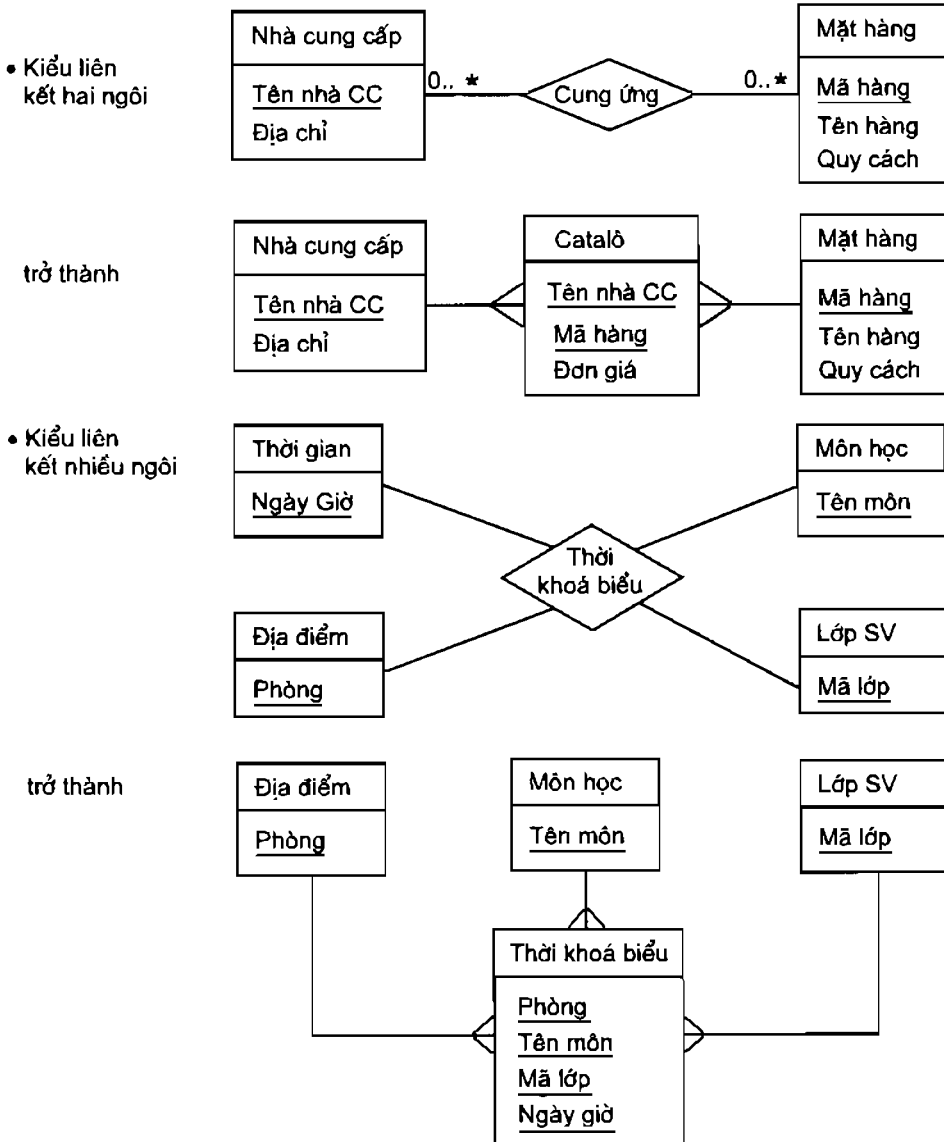 • Kiểu liên
kết hai ngôi
Nhà cung cấp
Tên nhà CC
Địa chỉ
0.. *
Cung ứng
0.. *
Mặt hàng
Mã hàng
Tên hàng
Quy cách
trở thành
Nhà cung cấp
Tên nhà CC
Địa chỉ
Catalô
Tên nhà CC
Mã hàng
Đơn giá
Mặt hàng
Mã hàng
Tên hàng
Quy cách
• Kiểu liên
kết nhiều ngôi
Thời gian
Ngày Giờ
Môn học
Tên môn
Thời
khoá biểu
Địa điểm
Phòng
Lớp SV
Mã lớp
trở thành
Địa điểm
Phòng
Môn học
Tên môn
Lớp SV
Mã lớp
Thời khoá biểu
Phòng
Tên môn
Mã lớp
Ngày giờ